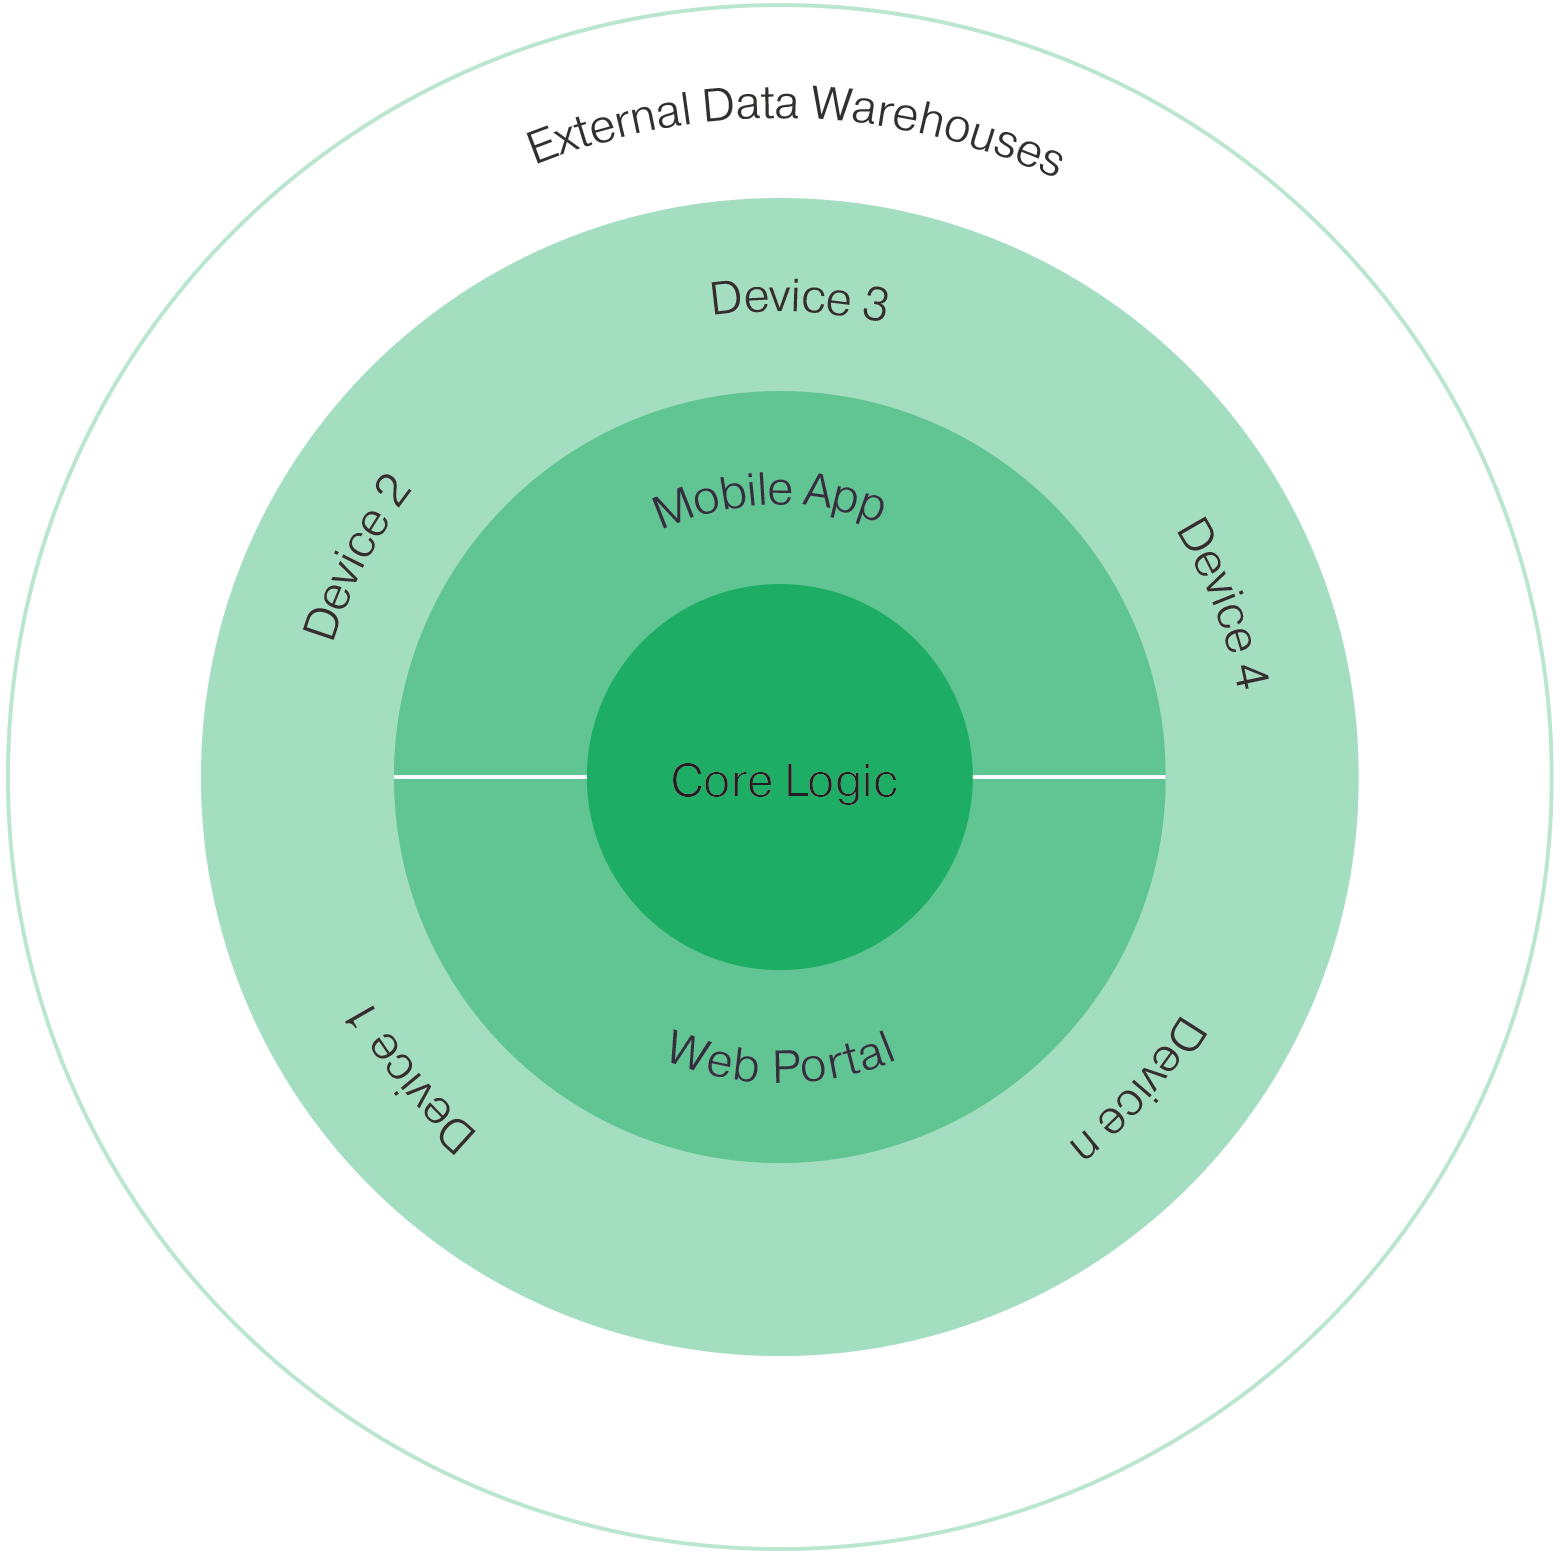 External Data Warehouses
Device 3
Device 2
Mobile App
Device 4
Core Logic
Device 1
Web Portal
Device n